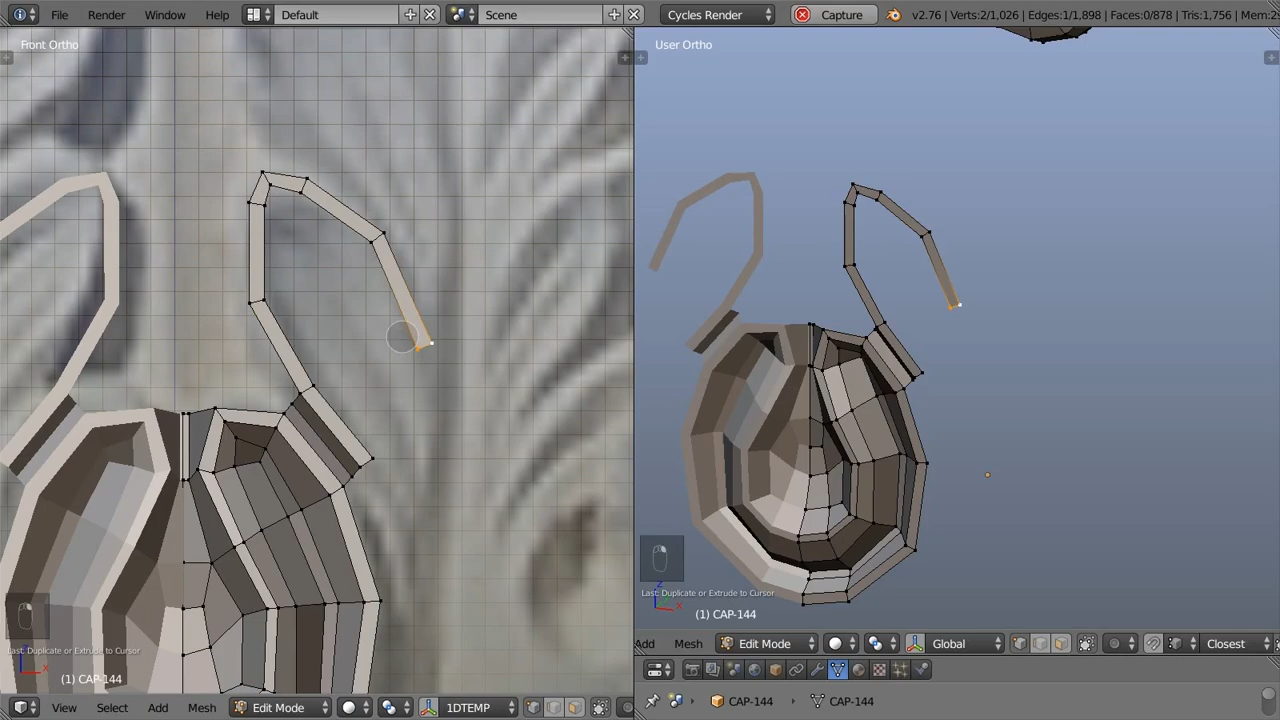 File Render Window Help Default Scene Cycles Render Capture v2.76 | Verts:2/1,026 | Edges:1/1,898 | Faces:0/878 | Tris:1,756 | Mem:2
Front Ortho User Ortho
Last: Duplicate or Extrude to Cursor
(1) CAP-144
Add Mesh Edit Mode Global Closest
Last: Duplicate or Extrude to Cursor
(1) CAP-144
CAP-144 CAP-144
View Select Add Mesh Edit Mode 1DTEMP